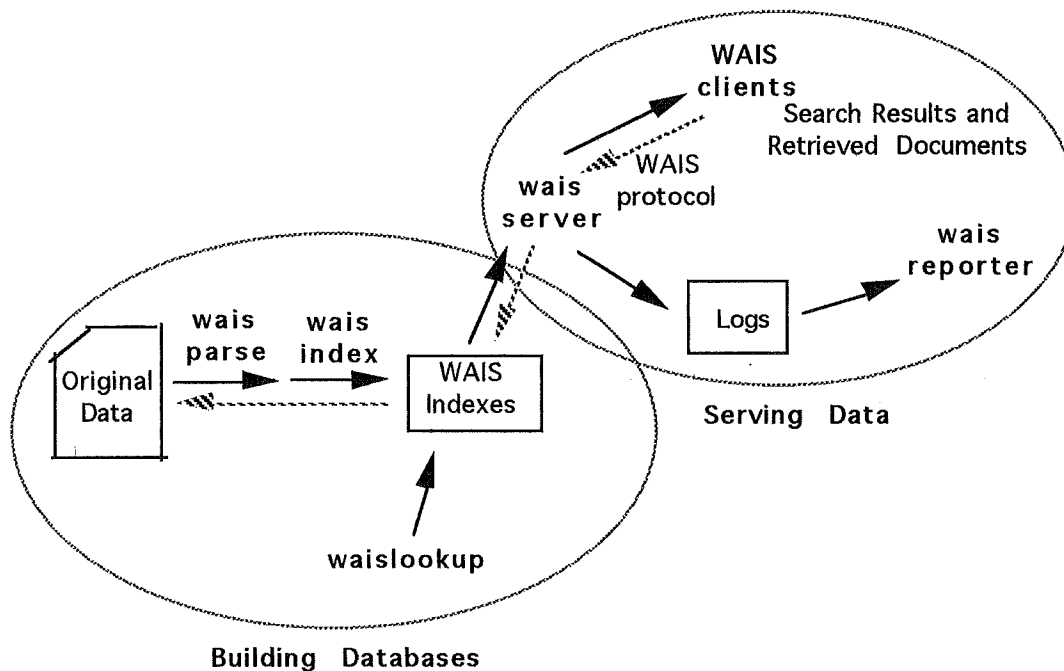 WAIS
clients
Search Results and
Retrieved Documents
WAIS
protocol
wais
server
wais
reporter
Logs
Serving Data
wais
parse
wais
index
Original
Data
WAIS
Indexes
waislookup
Building Databases